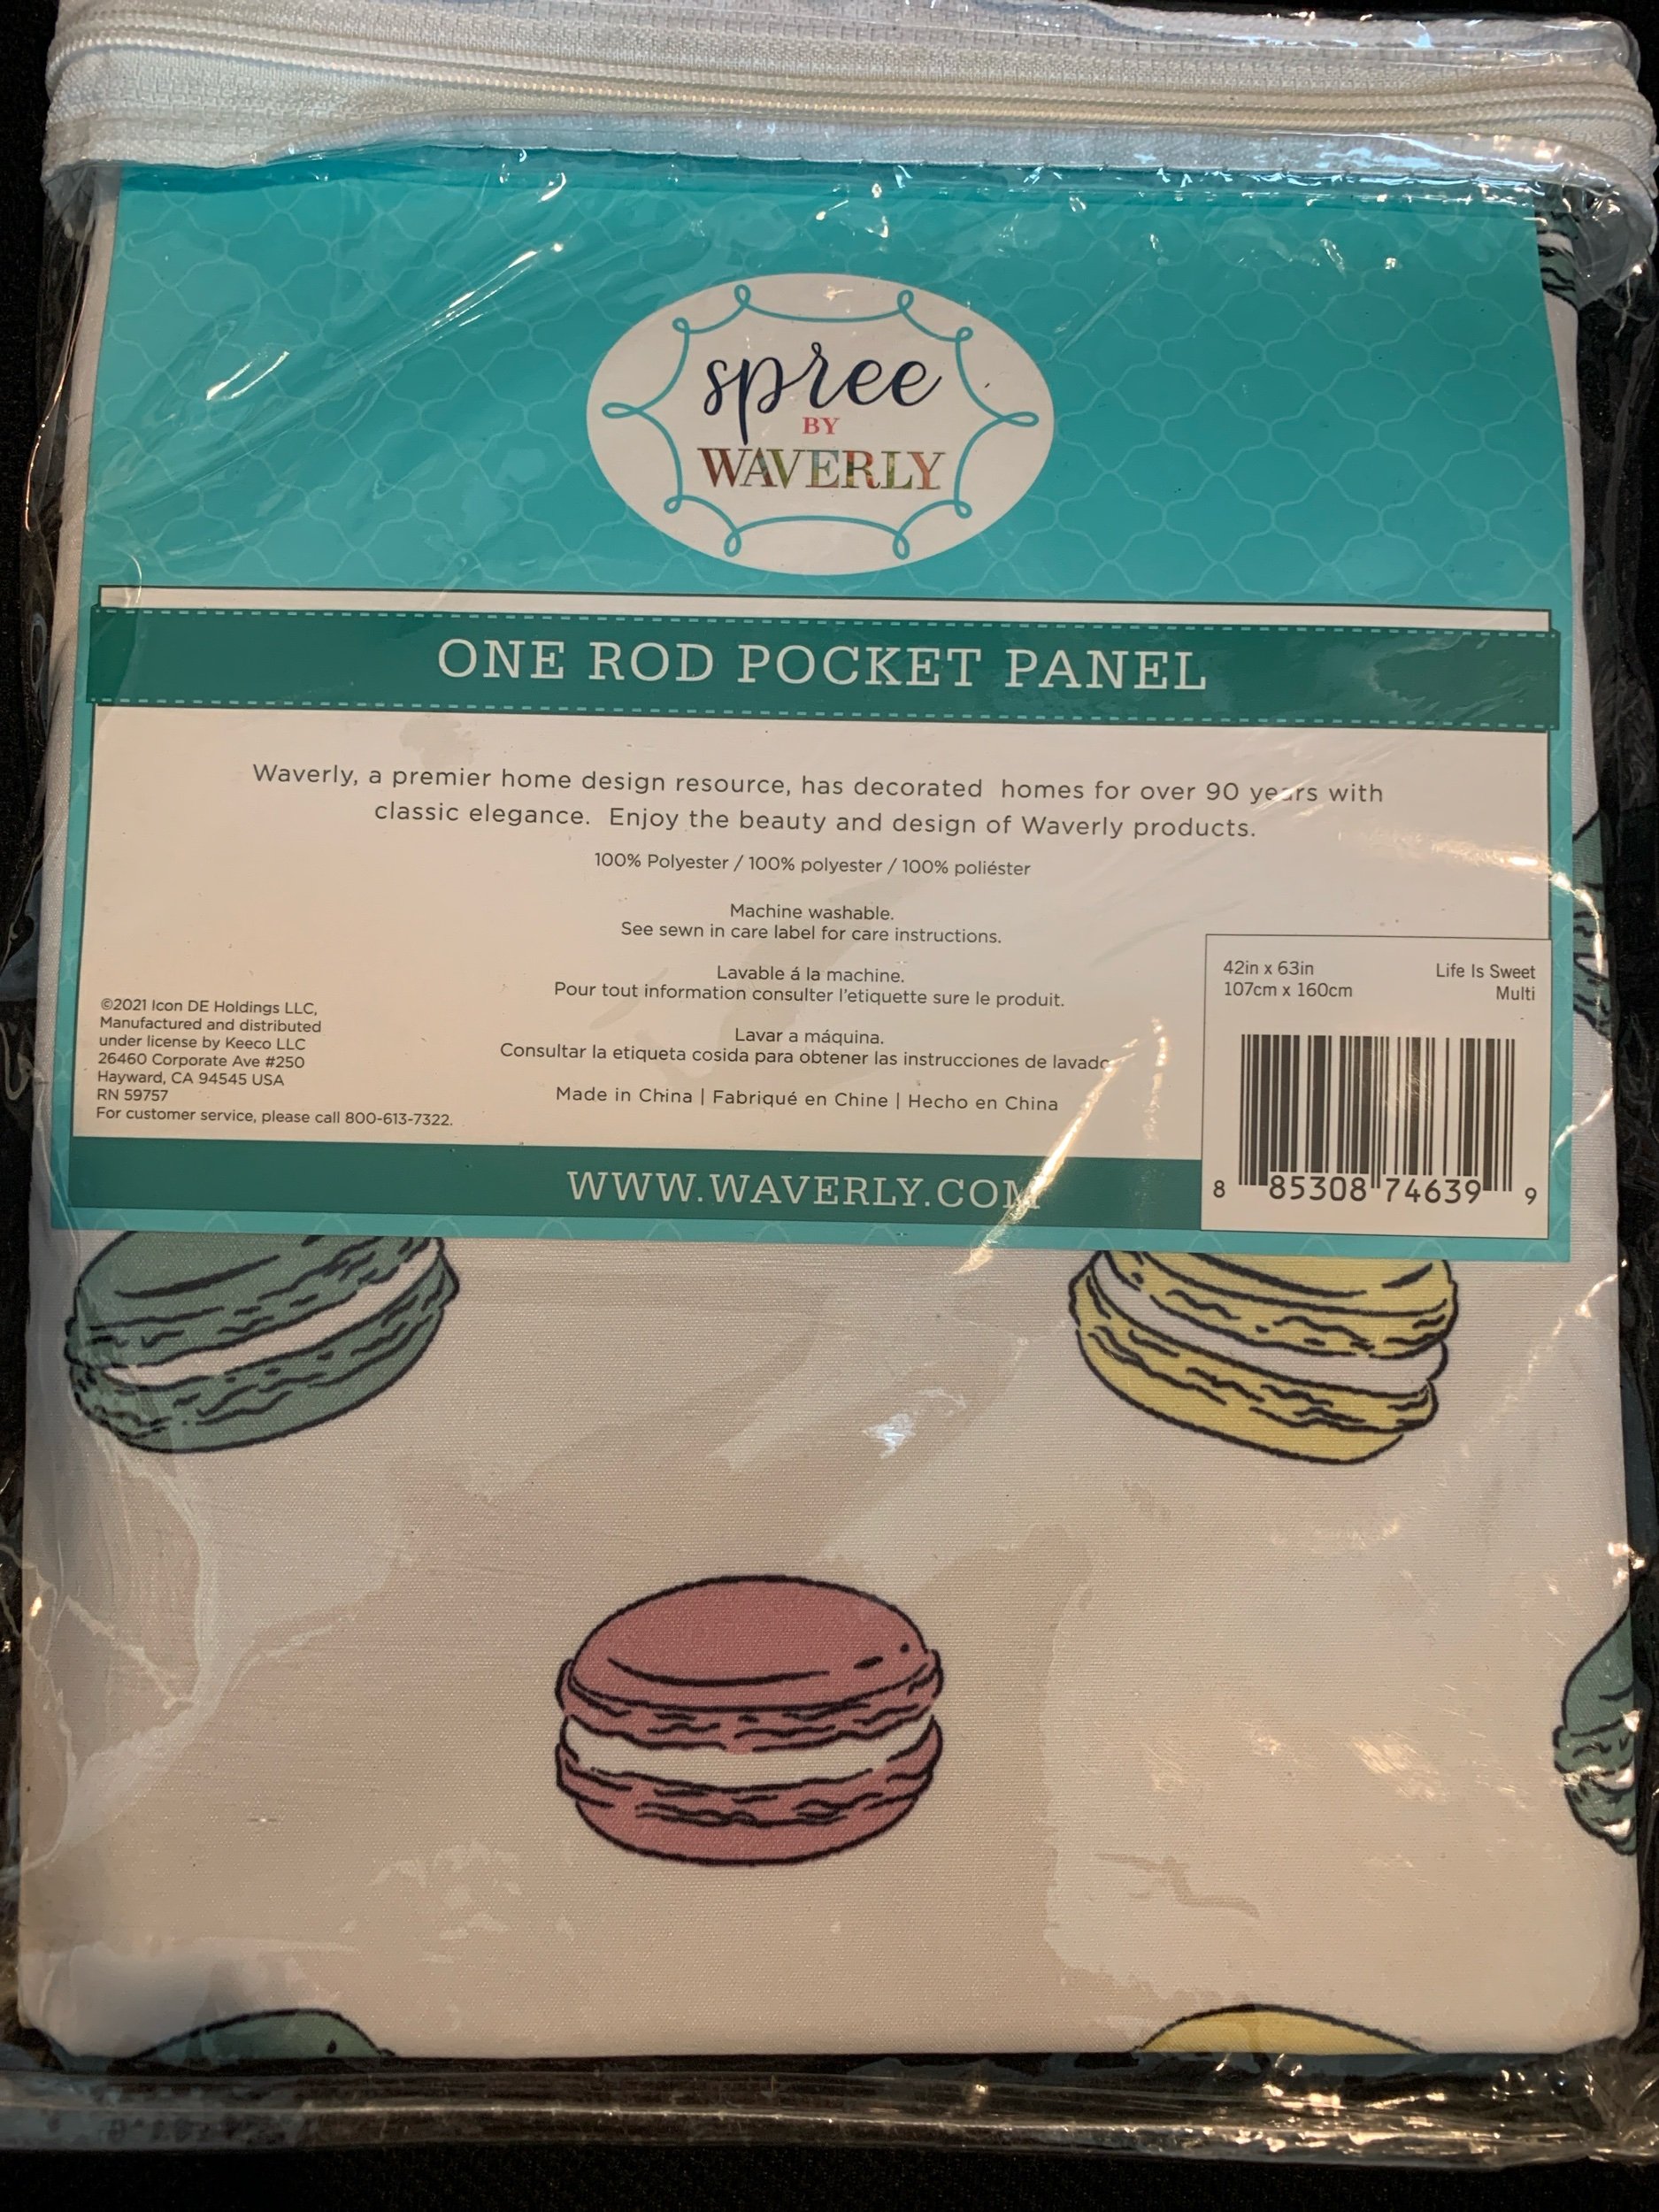 spree
BY
WAVERLY
ONE ROD POCKET PANEL
Waverly, a premier home design resource, has decorated homes for over 90 years with
classic elegance. Enjoy the beauty and design of Waverly products.
100% Polyester / 100% polyester / 100% poliéster
Machine washable.
See sewn in care label for care instructions.
Lavable á la machine.
Pour tout information consulter l'etiquette sure le produit.
Lavar a máquina.
Consultar la etiqueta cosida para obtener las instrucciones de lavado
Made in China | Fabriqué en Chine | Hecho en China
©2021 Icon DE Holdings LLC,
Manufactured and distributed
under license by Keeco LLC
26460 Corporate Ave #250
Hayward, CA 94545 USA
RN 59757
For customer service, please call 800-613-7322.
42in x 63in
107cm x 160cm
Life Is Sweet
Multi
8 85308 74639 9
WWW.WAVERLY.COM